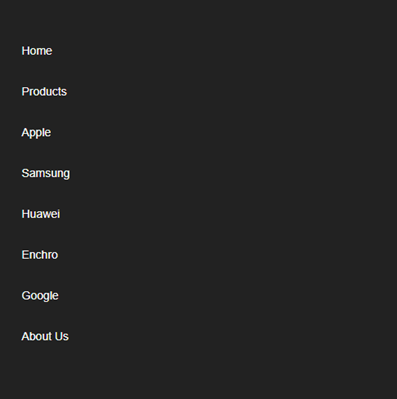 Home
Products
Apple
Samsung
Huawei
Enchro
Google
About Us